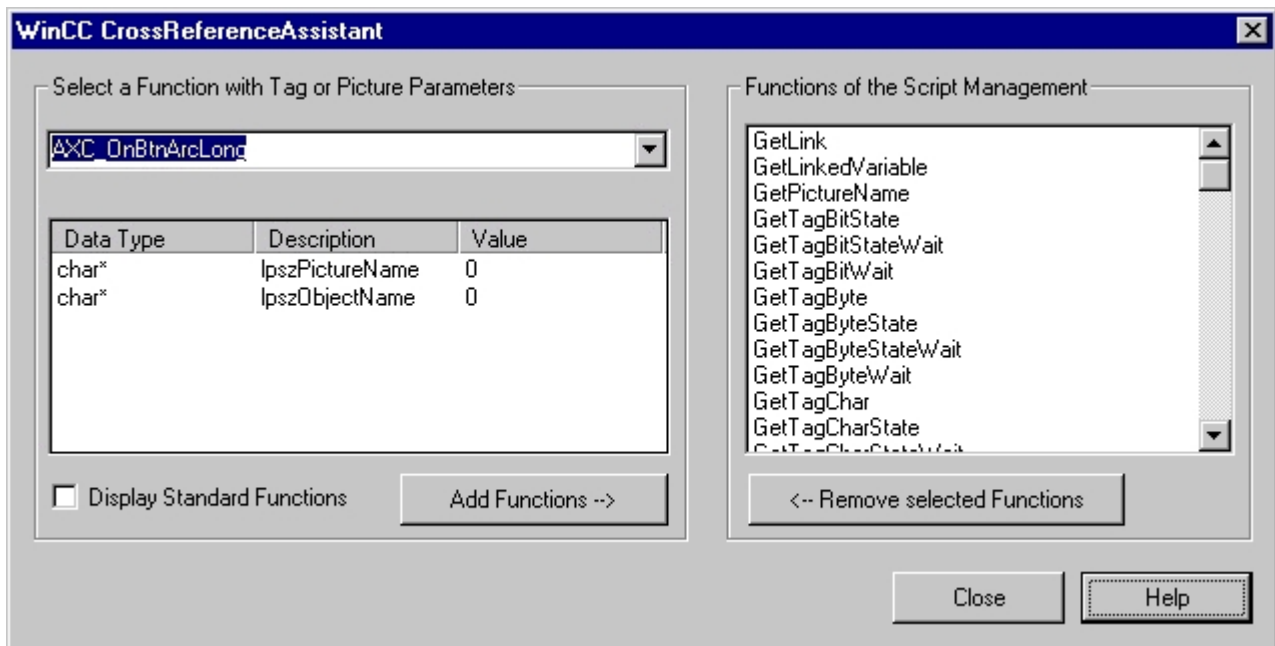 WinCC CrossReferenceAssistant
Select a Function with Tag or Picture Parameters
AXC_OnBtnArcLong
Data Type Description Value
char* lpszPictureName 0
char* lpszObjectName 0
Display Standard Functions
Add Functions -->
Functions of the Script Management
GetLink
GetLinkedVariable
GetPictureName
GetTagBitState
GetTagBitStateWait
GetTagBitWait
GetTagByte
GetTagByteState
GetTagByteStateWait
GetTagByteWait
GetTagChar
GetTagCharState
<-- Remove selected Functions
Close
Help